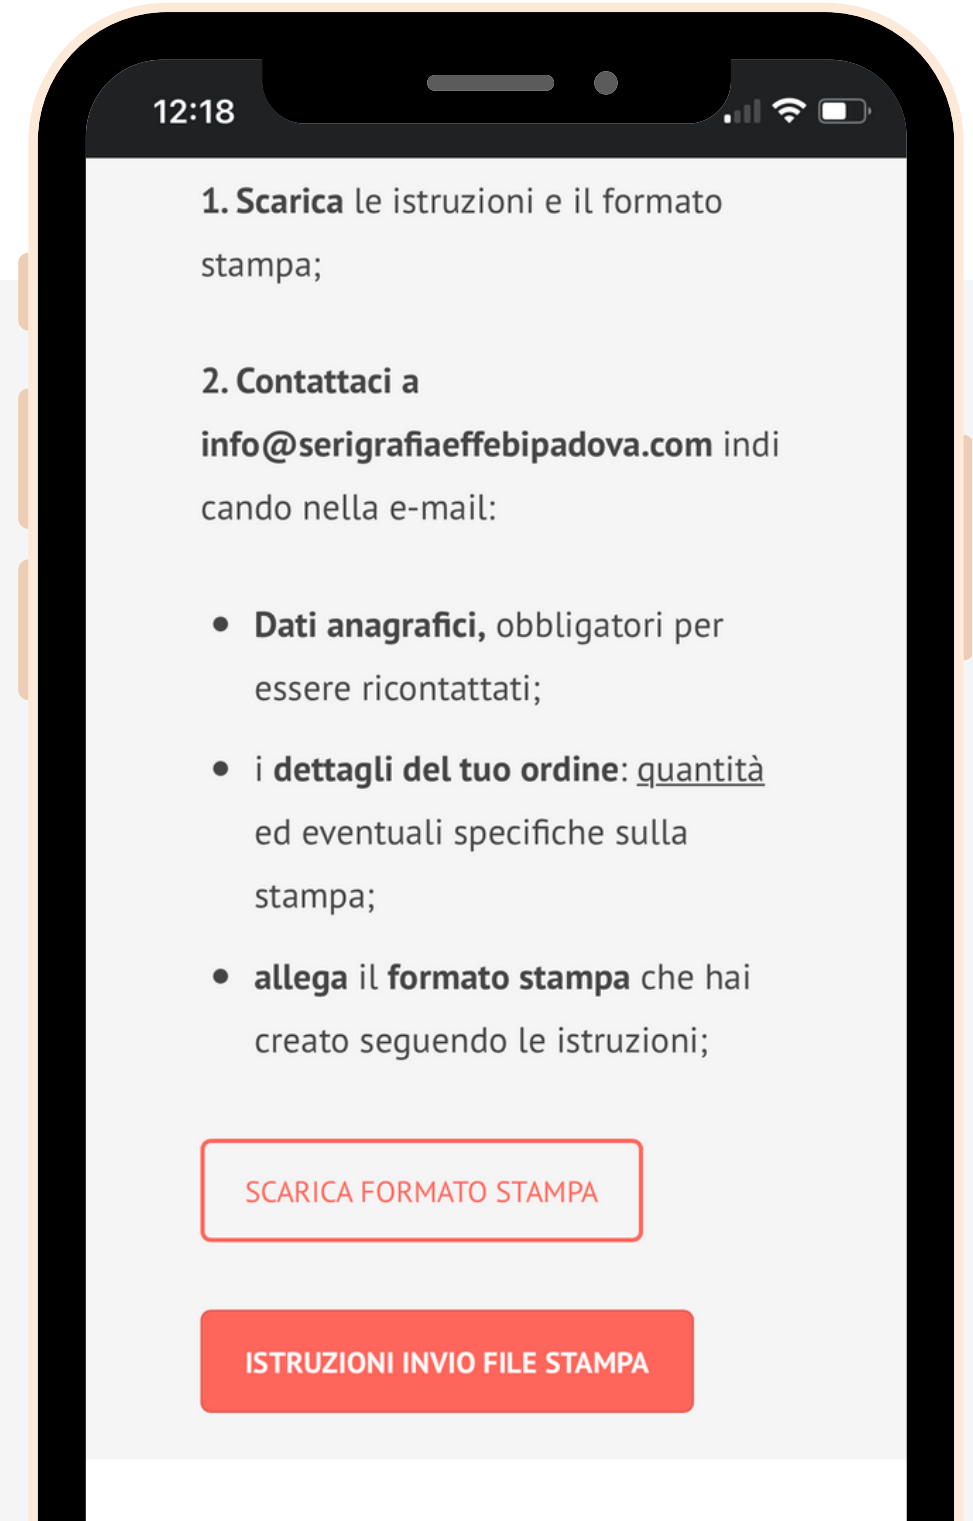 12:18
1. Scarica le istruzioni e il formato
stampa;
2. Contattaci a
info@serigrafiaeffebipadova.com indi
cando nella e-mail:
• Dati anagrafici, obbligatori per
essere ricontattati;
• i dettagli del tuo ordine: quantità
ed eventuali specifiche sulla
stampa;
• allega il formato stampa che hai
creato seguendo le istruzioni;
SCARICA FORMATO STAMPA
ISTRUZIONI INVIO FILE STAMPA